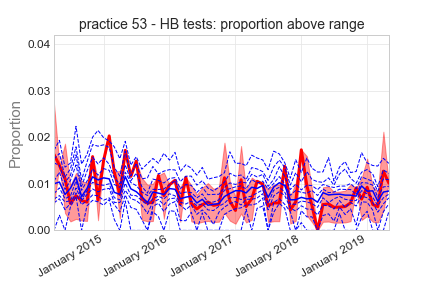 practice 53 - HB tests: proportion above range
0.04
0.03
0.02
0.01
0.00
Proportion
January 2015
January 2016
January 2017
January 2018
January 2019